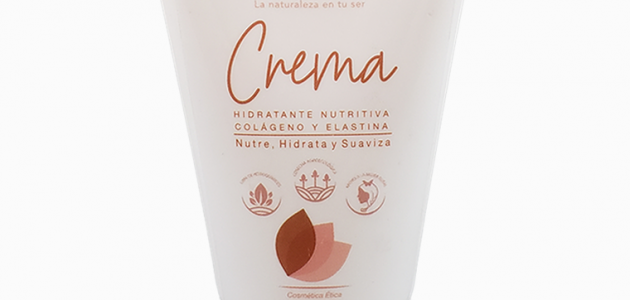 La naturaleza en tu ser
Crema
HIDRATANTE NUTRITIVA
COLÁGENO Y ELASTINA
Nutre, Hidrata y Suaviza
Cosmética Ética